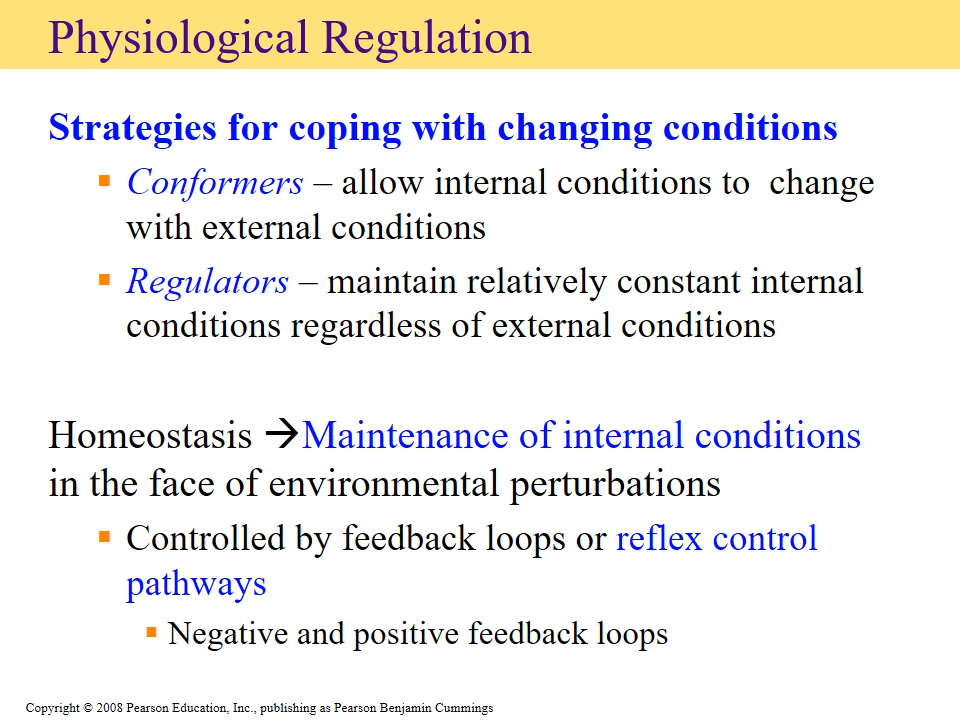 Physiological Regulation
Strategies for coping with changing conditions
▪ Conformers – allow internal conditions to  change
with external conditions
▪ Regulators – maintain relatively constant internal
conditions regardless of external conditions
Homeostasis →Maintenance of internal conditions
in the face of environmental perturbations
▪ Controlled by feedback loops or reflex control
pathways
▪ Negative and positive feedback loops
Copyright © 2008 Pearson Education, Inc., publishing as Pearson Benjamin Cummings